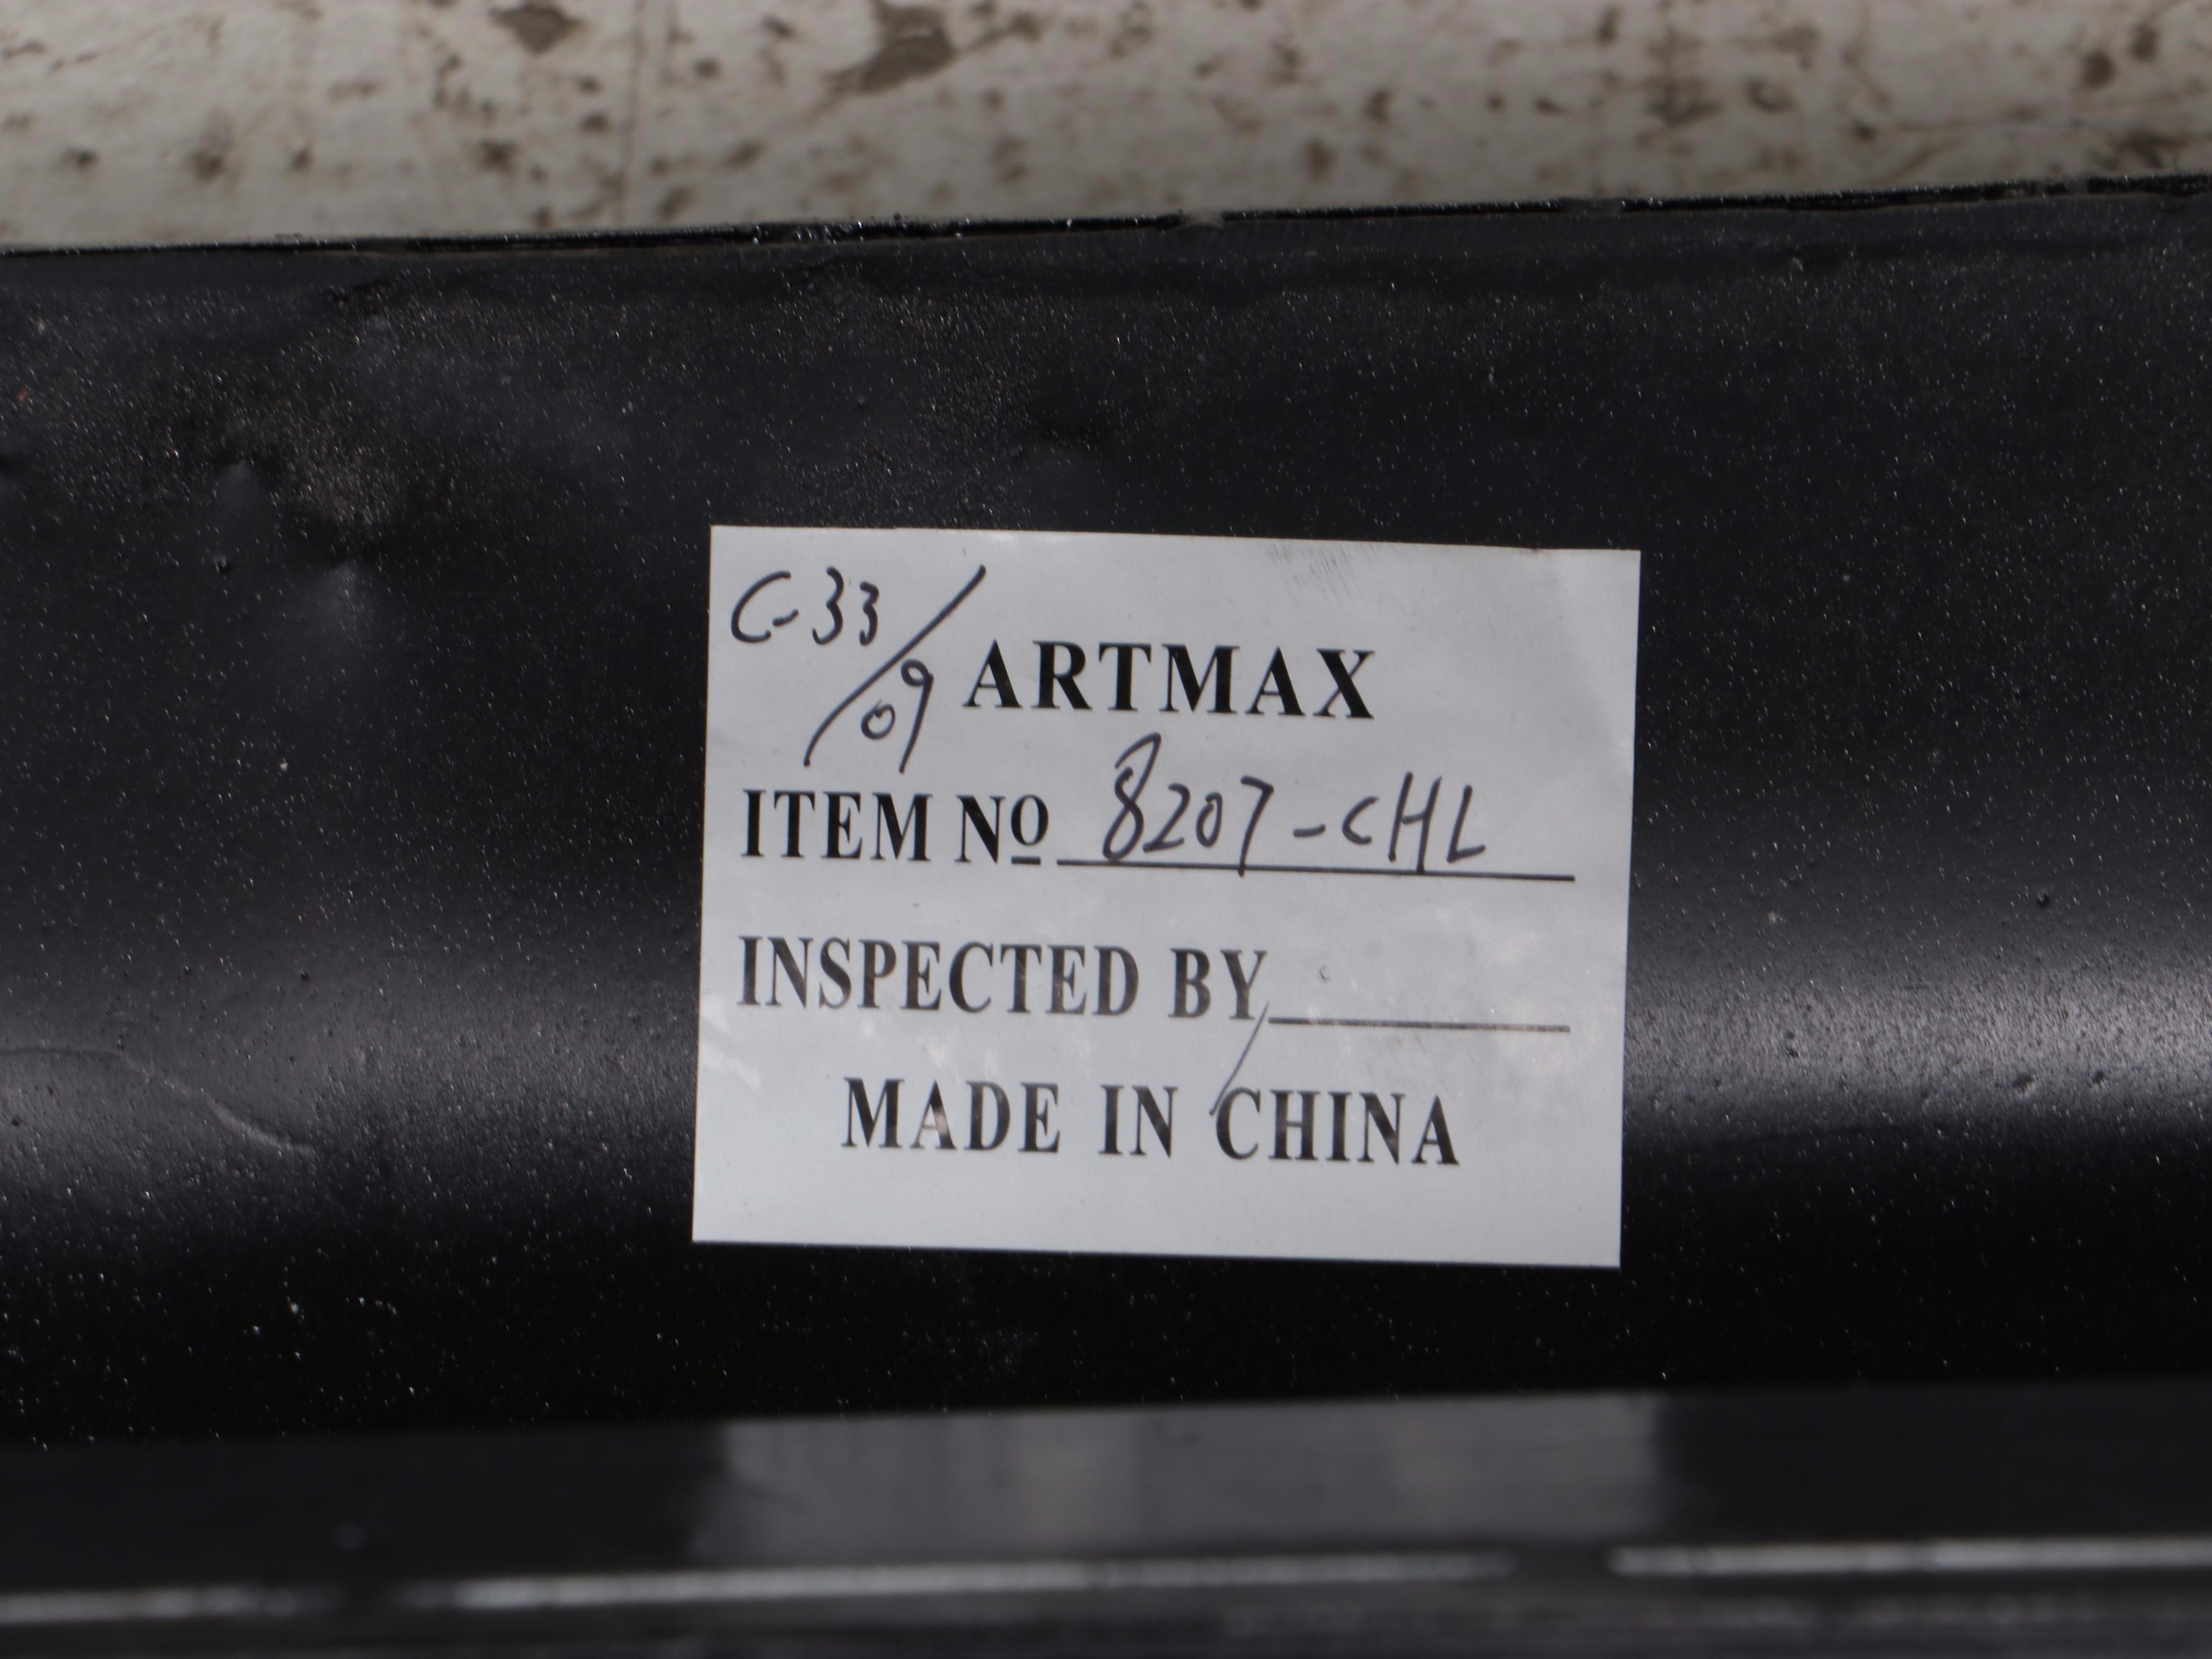 C-33/09
ARTMAX
ITEM Nº 8207-CHL
INSPECTED BY
MADE IN CHINA